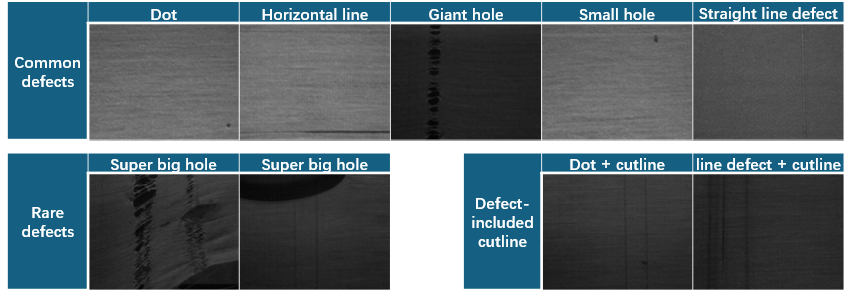 Dot
Horizontal line
Giant hole
Small hole
Straight line defect
Common
defects
Super big hole
Super big hole
Dot + cutline
line defect + cutline
Rare
defects
Defect-
included
cutline